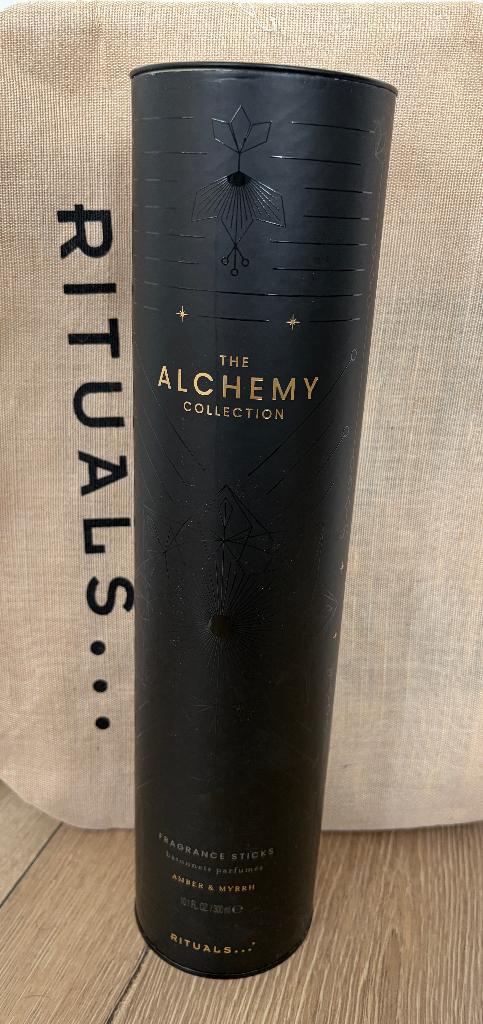 RITUALS...
THE
ALCHEMY
COLLECTION
FRAGRANCE STICKS
bâtonnets parfumés
AMBER & MYRRH
10.1 FL.OZ. / 300 ml ℮
RITUALS...